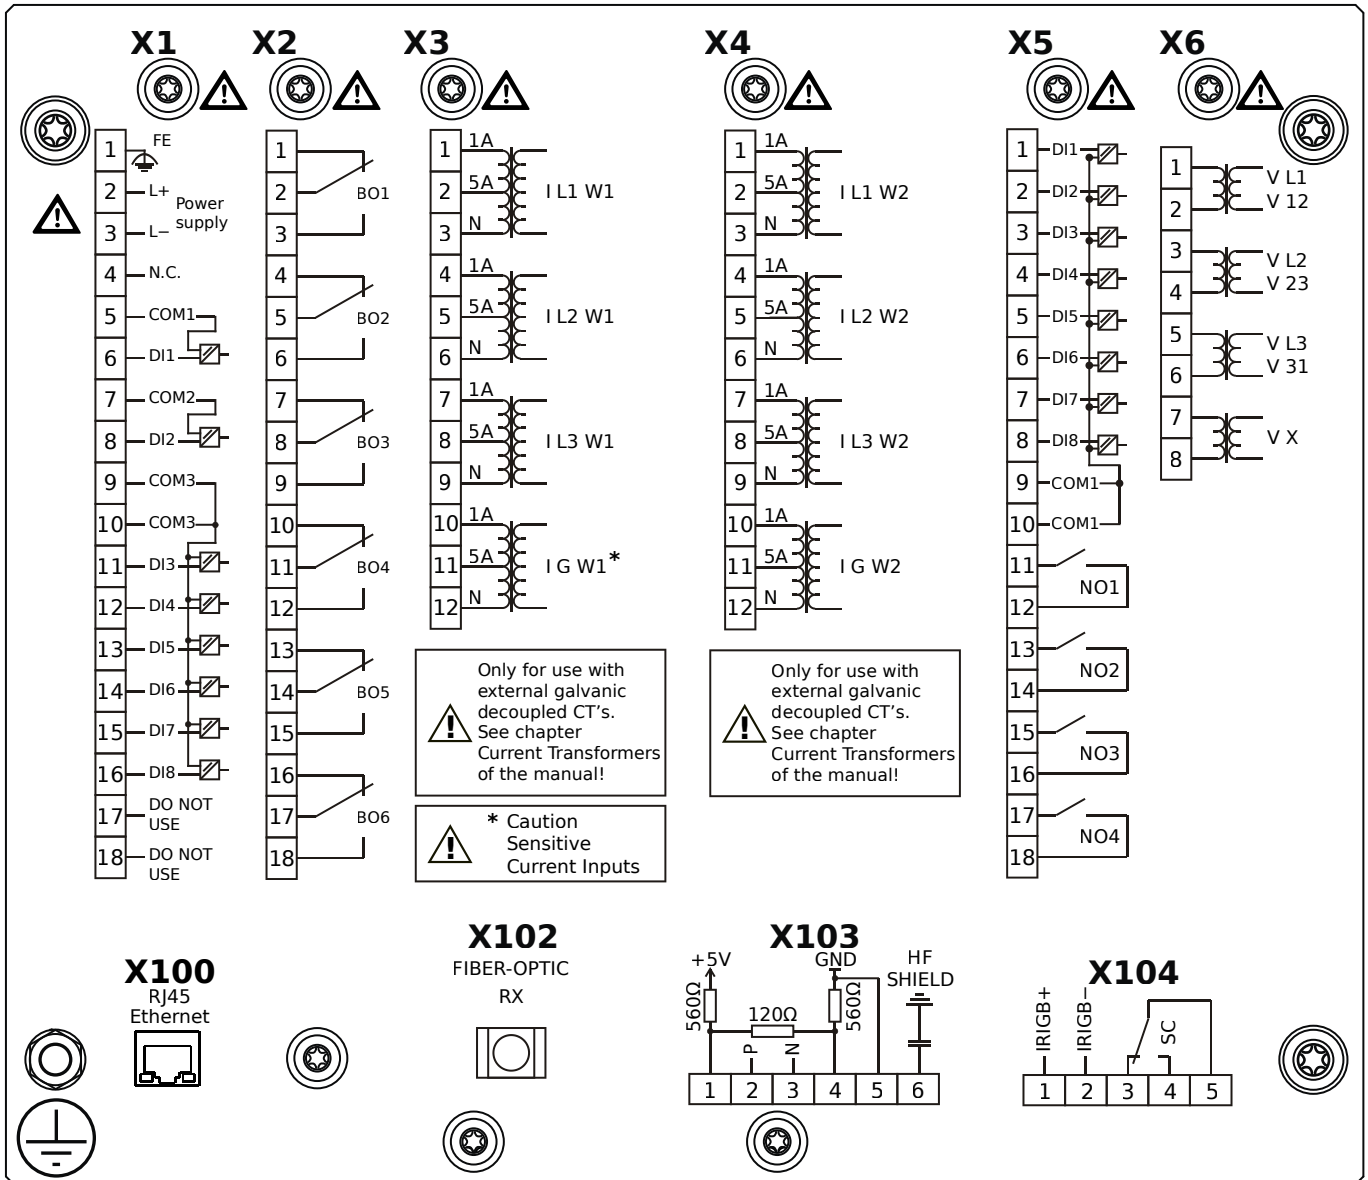 X1
X2
X3
X4
X5
X6
1
FE
2
L+
Power
supply
3
L−
4
N.C.
5
COM1
6
DI1
7
COM2
8
DI2
9
COM3
10
COM3
11
DI3
12
DI4
13
DI5
14
DI6
15
DI7
16
DI8
17
DO NOT
USE
18
DO NOT
USE
1
2
BO1
3
4
5
BO2
6
7
8
BO3
9
10
11
BO4
12
13
14
BO5
15
16
17
BO6
18
1
1A
2
5A
I L1 W1
3
N
4
1A
5
5A
I L2 W1
6
N
7
1A
8
5A
I L3 W1
9
N
10
1A
11
5A
I G W1*
12
N
Only for use with
external galvanic
decoupled CT's.
See chapter
Current Transformers
of the manual!
* Caution
Sensitive
Current Inputs
1
1A
2
5A
I L1 W2
3
N
4
1A
5
5A
I L2 W2
6
N
7
1A
8
5A
I L3 W2
9
N
10
1A
11
5A
I G W2
12
N
Only for use with
external galvanic
decoupled CT's.
See chapter
Current Transformers
of the manual!
1
DI1
2
DI2
3
DI3
4
DI4
5
DI5
6
DI6
7
DI7
8
DI8
9
COM1
10
COM1
11
NO1
12
13
NO2
14
15
NO3
16
17
NO4
18
1
V L1
2
V 12
3
V L2
4
V 23
5
V L3
6
V 31
7
V X
8
X100
RJ45
Ethernet
X102
FIBER-OPTIC
RX
X103
+5V
GND
HF
SHIELD
560Ω
120Ω
560Ω
P
N
1 2 3 4 5 6
X104
IRIGB+
IRIGB−
SC
1 2 3 4 5